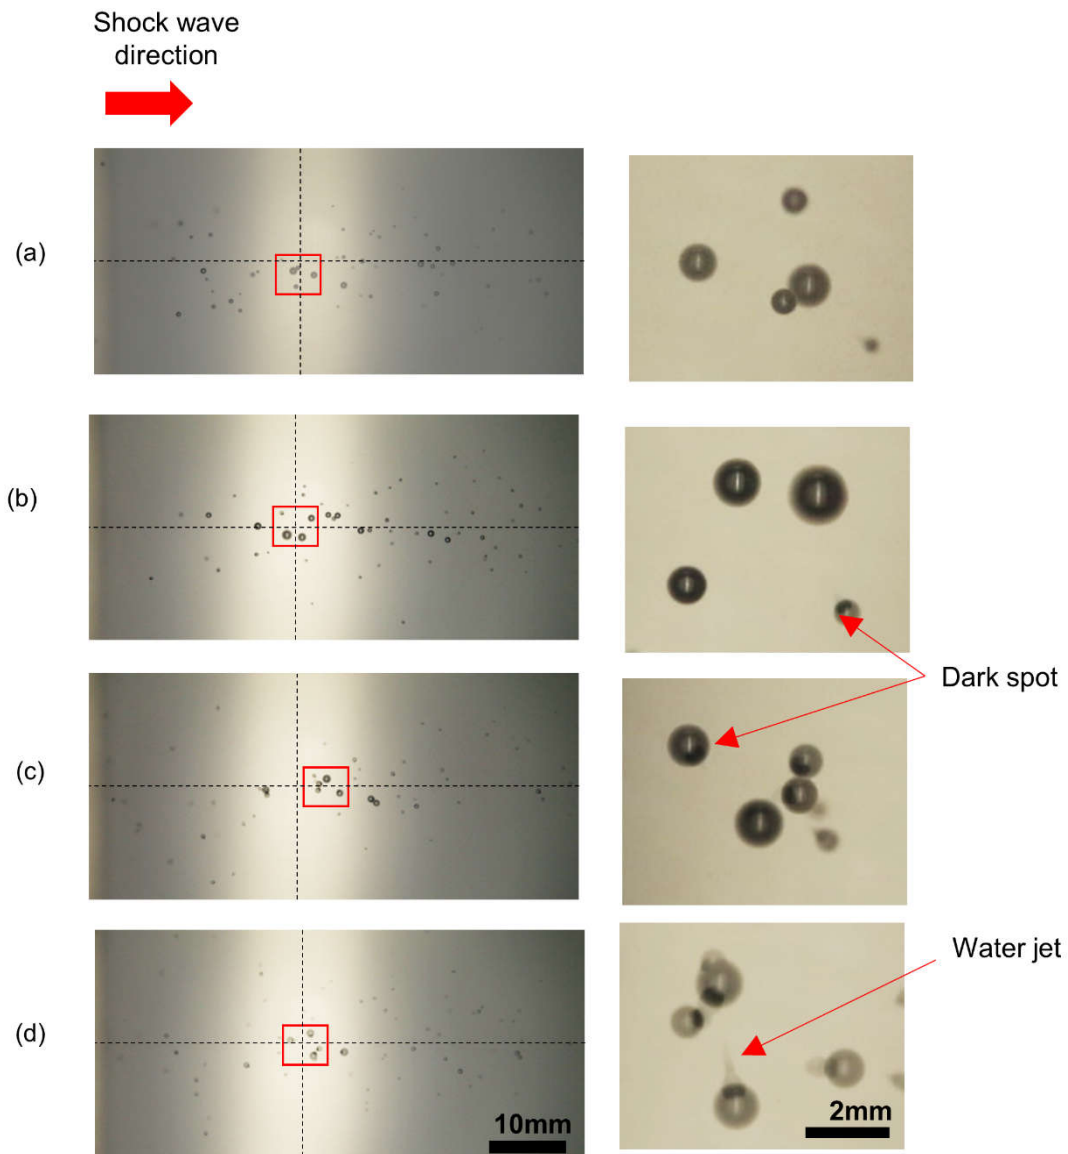 Shock wave
direction
(a)
(b)
Dark spot
(c)
Water jet
(d)
10mm
2mm